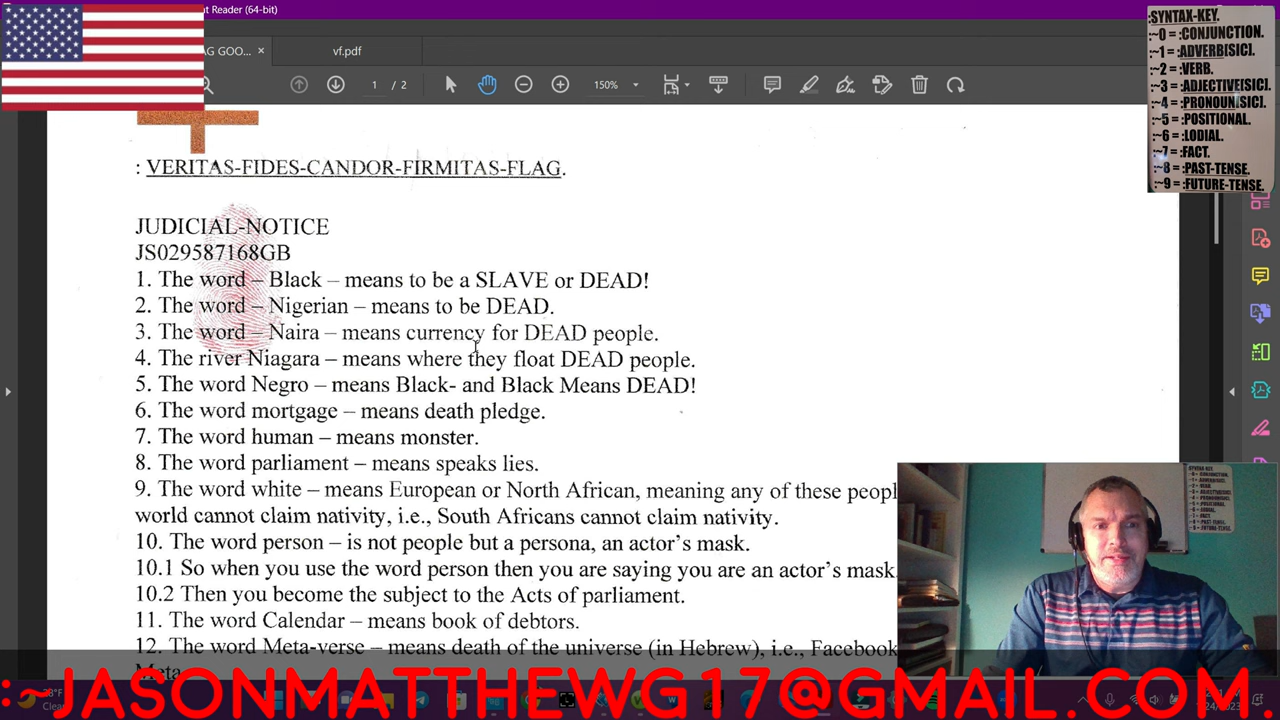 nt Reader (64-bit)
AG GOO... ×
vf.pdf
1 / 2
150%
:SYNTAX-KEY.
:~0 = :CONJUNCTION.
:~1 = :ADVERB[SIC].
:~2 = :VERB.
:~3 = :ADJECTIVE[SIC].
:~4 = :PRONOUN[SIC].
:~5 = :POSITIONAL.
:~6 = :LODIAL.
:~7 = :FACT.
:~8 = :PAST-TENSE.
:~9 = :FUTURE-TENSE.
: VERITAS-FIDES-CANDOR-FIRMITAS-FLAG.
JUDICIAL-NOTICE
JS029587168GB
1. The word – Black – means to be a SLAVE or DEAD!
2. The word – Nigerian – means to be DEAD.
3. The word – Naira – means currency for DEAD people.
4. The river Niagara – means where they float DEAD people.
5. The word Negro – means Black- and Black Means DEAD!
6. The word mortgage – means death pledge.
7. The word human – means monster.
8. The word parliament – means speaks lies.
9. The word white – means European or North African, meaning any of these peopl
world cannot claim nativity, i.e., South Africans cannot claim nativity.
10. The word person – is not people but a persona, an actor's mask.
10.1 So when you use the word person then you are saying you are an actor's mask.
10.2 Then you become the subject to the Acts of parliament.
11. The word Calendar – means book of debtors.
12. The word Meta-verse – means death of the universe (in Hebrew), i.e., Facebook
Meta
:~JASONMATTHEWG17@GMAIL.COM.